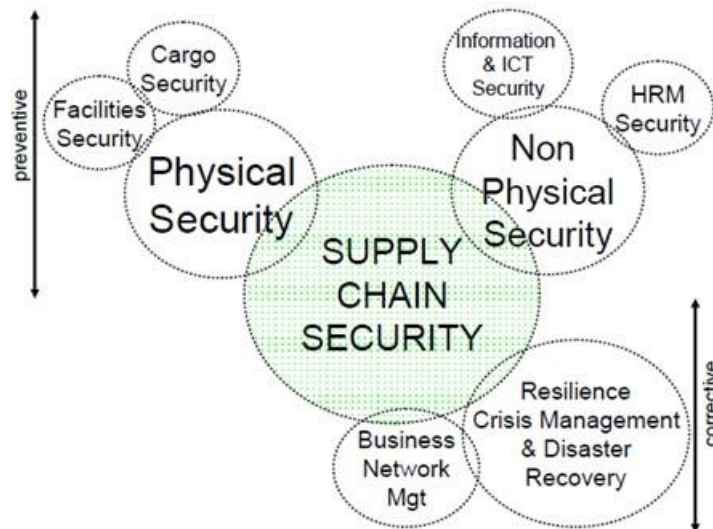 preventive
Cargo
Security
Facilities
Security
Physical
Security
Information
& ICT
Security
HRM
Security
Non
Physical
Security
SUPPLY
CHAIN
SECURITY
Business
Network
Mgt
Resilience
Crisis Management
& Disaster
Recovery
corrective